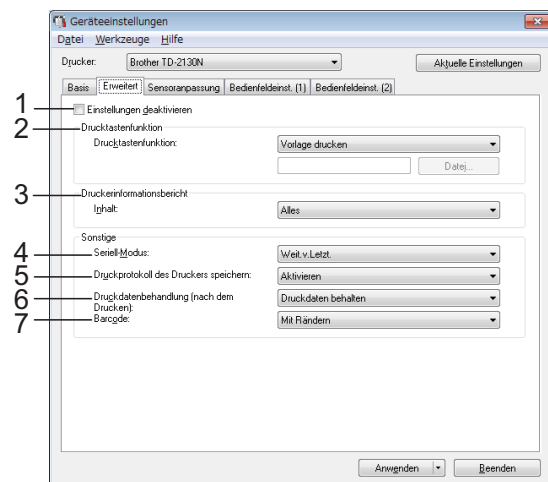 Geräteeinstellungen
Datei Werkzeuge Hilfe
Drucker: Brother TD-2130N Aktuelle Einstellungen
Basis Erweitert Sensoranpassung Bedienfeldeinst. (1) Bedienfeldeinst. (2)
1 Einstellungen deaktivieren
2 Drucktastenfunktion
Drucktastenfunktion: Vorlage drucken
Datei...
3 Druckerinformationsbericht
Inhalt: Alles
Sonstige
4 Seriell-Modus: Weit.v.Letzt.
5 Druckprotokoll des Druckers speichern: Aktivieren
6 Druckdatenbehandlung (nach dem Druckdaten behalten
Drucken):
7 Barcode: Mit Rändern
Anwenden Beenden